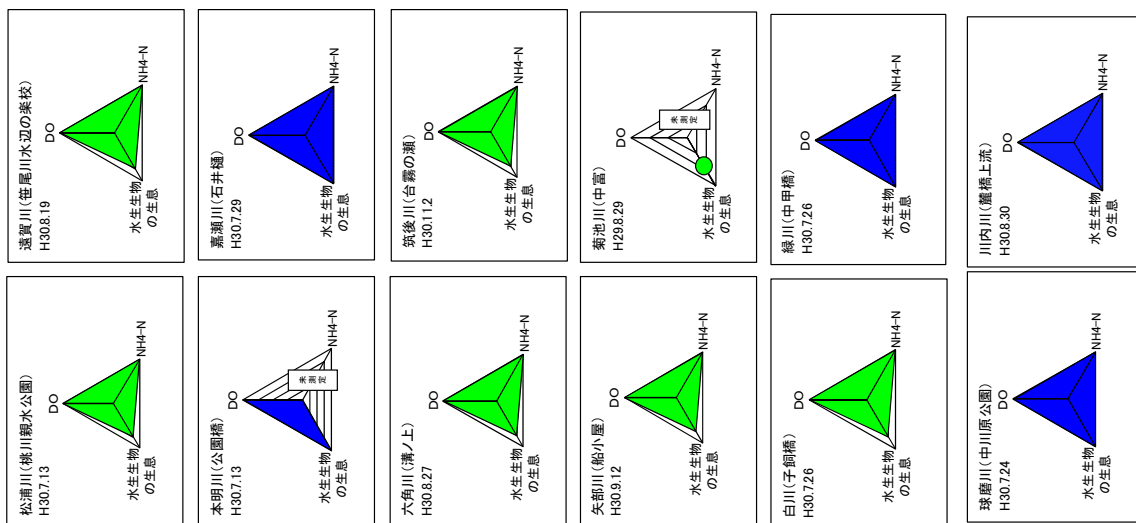 遠賀川(笹尾川水辺の楽校)
H30.8.19
DO
水生生物
の生息
NH4-N
嘉瀬川(石井樋)
H30.7.29
DO
水生生物
の生息
NH4-N
筑後川(台霧の瀬)
H30.11.2
DO
水生生物
の生息
NH4-N
菊池川(中富)
H29.8.29
DO
未測定
水生生物
の生息
NH4-N
緑川(中甲橋)
H30.7.26
DO
水生生物
の生息
NH4-N
川内川(麓橋上流)
H30.8.30
DO
水生生物
の生息
NH4-N
松浦川(桃川親水公園)
H30.7.13
DO
水生生物
の生息
NH4-N
本明川(公園橋)
H30.7.13
DO
未測定
水生生物
の生息
NH4-N
六角川(溝ノ上)
H30.8.27
DO
水生生物
の生息
NH4-N
矢部川(船小屋)
H30.9.12
DO
水生生物
の生息
NH4-N
白川(子飼橋)
H30.7.26
DO
水生生物
の生息
NH4-N
球磨川(中川原公園)
H30.7.24
DO
水生生物
の生息
NH4-N